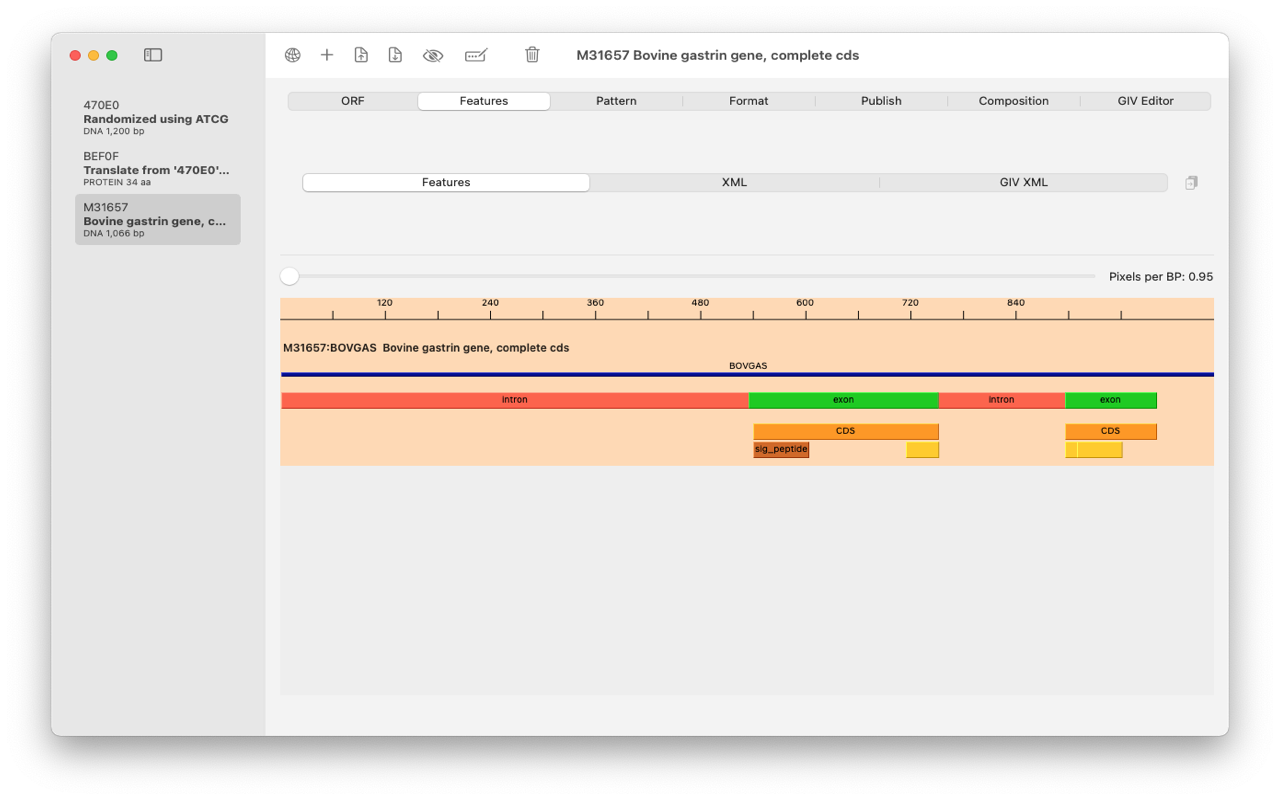 M31657 Bovine gastrin gene, complete cds
470E0
Randomized using ATCG
DNA 1,200 bp
BEF0F
Translate from '470E0'...
PROTEIN 34 aa
M31657
Bovine gastrin gene, c...
DNA 1,066 bp
ORF Features Pattern Format Publish Composition GIV Editor
Features XML GIV XML
Pixels per BP: 0.95
120 240 360 480 600 720 840
M31657:BOVGAS Bovine gastrin gene, complete cds
BOVGAS
intron exon intron exon
CDS CDS
sig_peptide